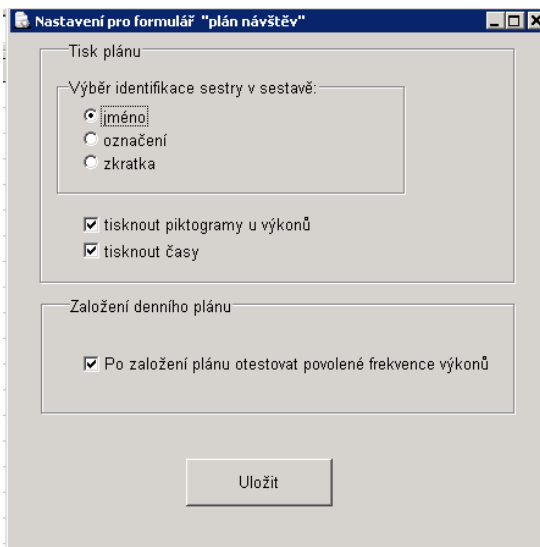 Nastavení pro formulář "plán návštěv"
Tisk plánu
Výběr identifikace sestry v sestavě:
jméno
označení
zkratka
tisknout piktogramy u výkonů
tisknout časy
Založení denního plánu
Po založení plánu otestovat povolené frekvence výkonů
Uložit